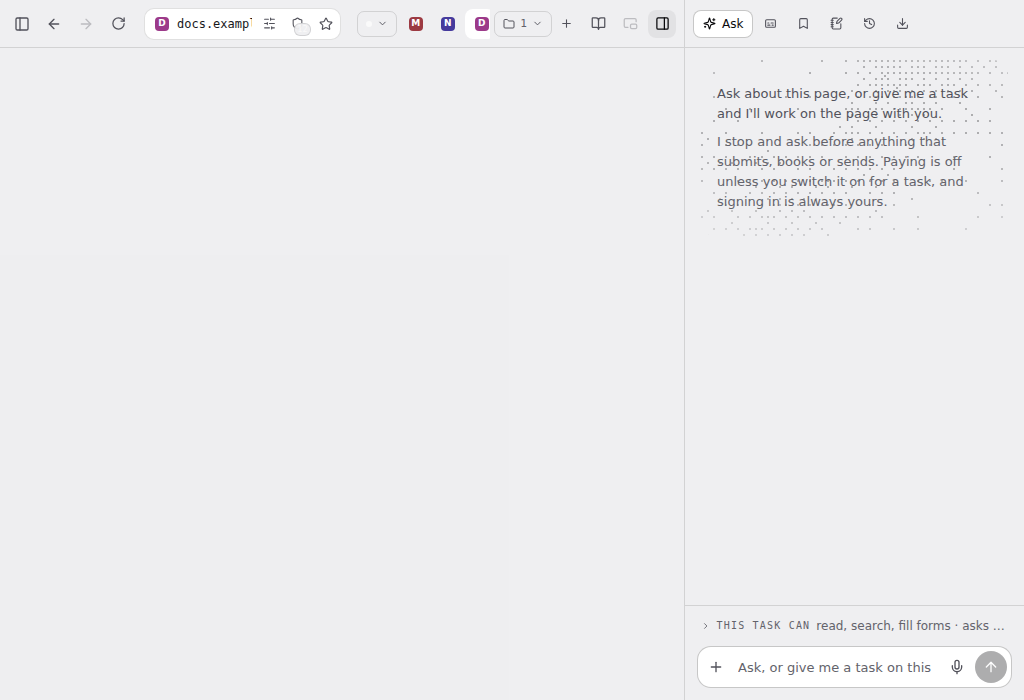 D docs.exampl
M
N
D
1
Ask
Ask about this page, or give me a task
and I'll work on the page with you.
I stop and ask before anything that
submits, books or sends. Paying is off
unless you switch it on for a task, and
signing in is always yours.
THIS TASK CAN read, search, fill forms · asks …
Ask, or give me a task on this